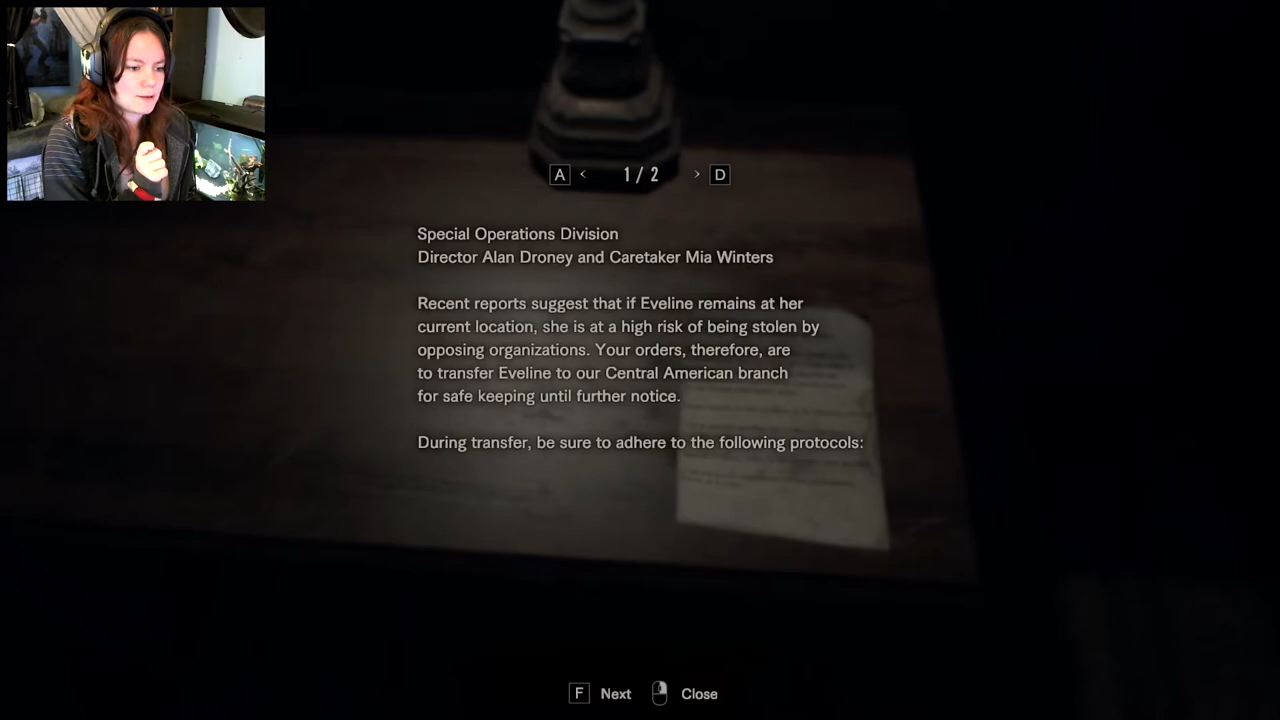 A < 1 / 2 > D
Special Operations Division
Director Alan Droney and Caretaker Mia Winters
Recent reports suggest that if Eveline remains at her
current location, she is at a high risk of being stolen by
opposing organizations. Your orders, therefore, are
to transfer Eveline to our Central American branch
for safe keeping until further notice.
During transfer, be sure to adhere to the following protocols:
F Next Close